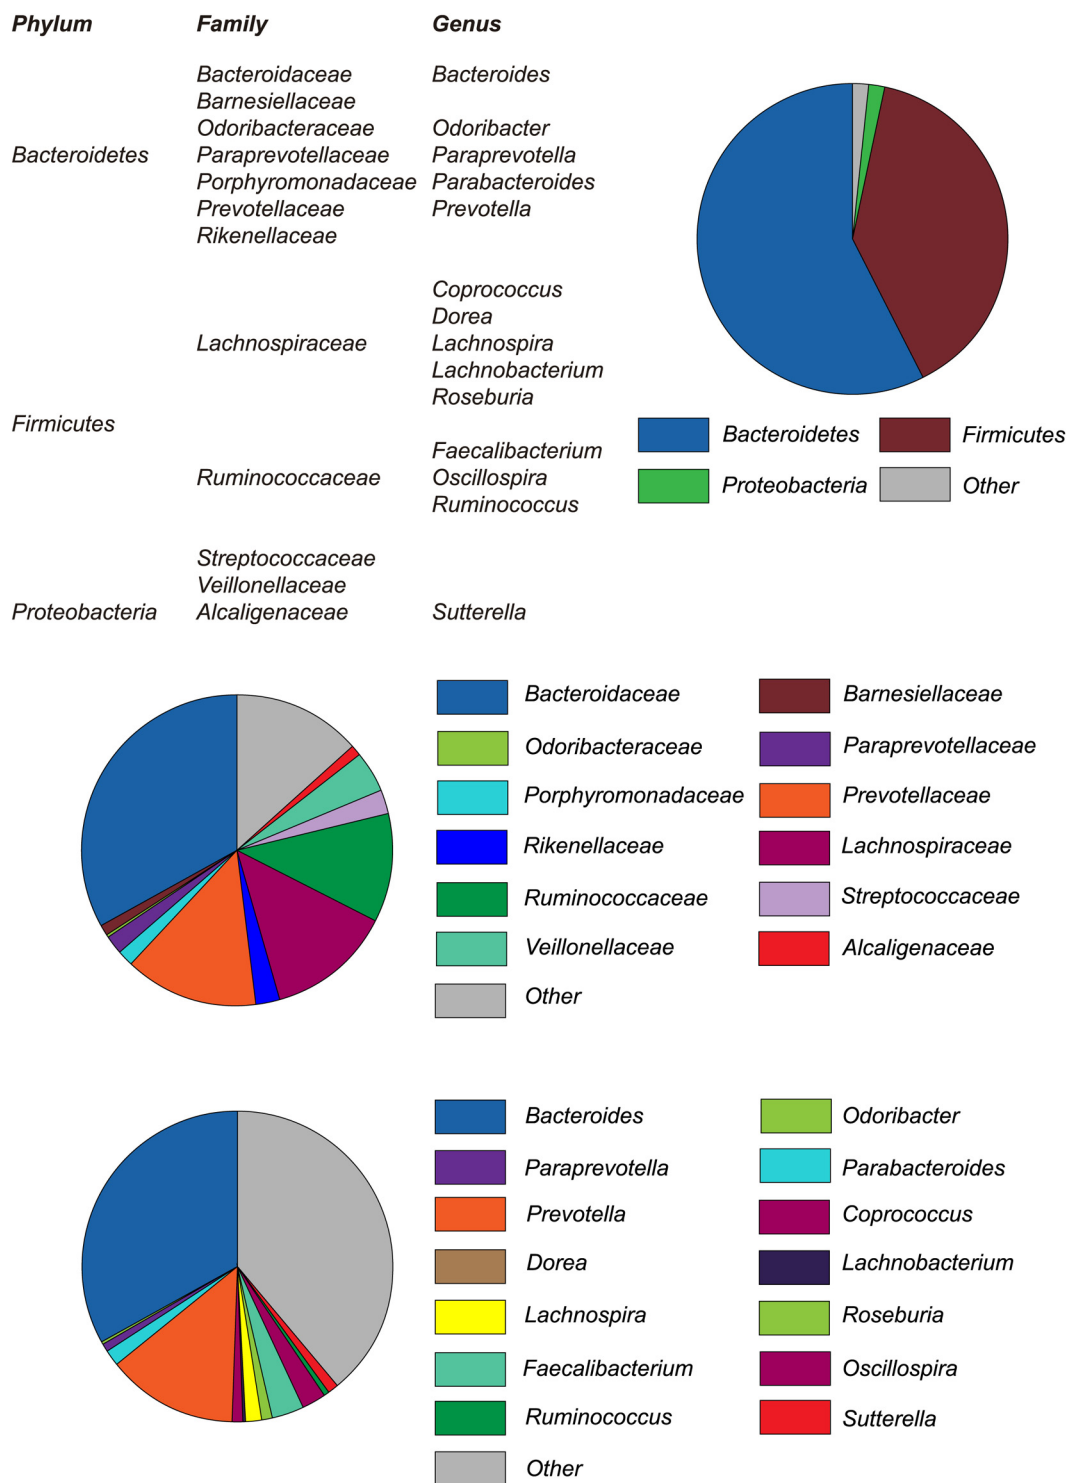 Phylum Family Genus
Bacteroidaceae Bacteroides
Barnesiellaceae
Odoribacteraceae Odoribacter
Bacteroidetes Paraprevotellaceae Paraprevotella
Porphyromonadaceae Parabacteroides
Prevotellaceae Prevotella
Rikenellaceae
Coprococcus
Dorea
Lachnospiraceae Lachnospira
Lachnobacterium
Roseburia
Firmicutes
Faecalibacterium
Ruminococcaceae Oscillospira
Ruminococcus
Streptococcaceae
Veillonellaceae
Proteobacteria Alcaligenaceae Sutterella
Bacteroidetes Firmicutes
Proteobacteria Other
Bacteroidaceae Barnesiellaceae
Odoribacteraceae Paraprevotellaceae
Porphyromonadaceae Prevotellaceae
Rikenellaceae Lachnospiraceae
Ruminococcaceae Streptococcaceae
Veillonellaceae Alcaligenaceae
Other
Bacteroides Odoribacter
Paraprevotella Parabacteroides
Prevotella Coprococcus
Dorea Lachnobacterium
Lachnospira Roseburia
Faecalibacterium Oscillospira
Ruminococcus Sutterella
Other